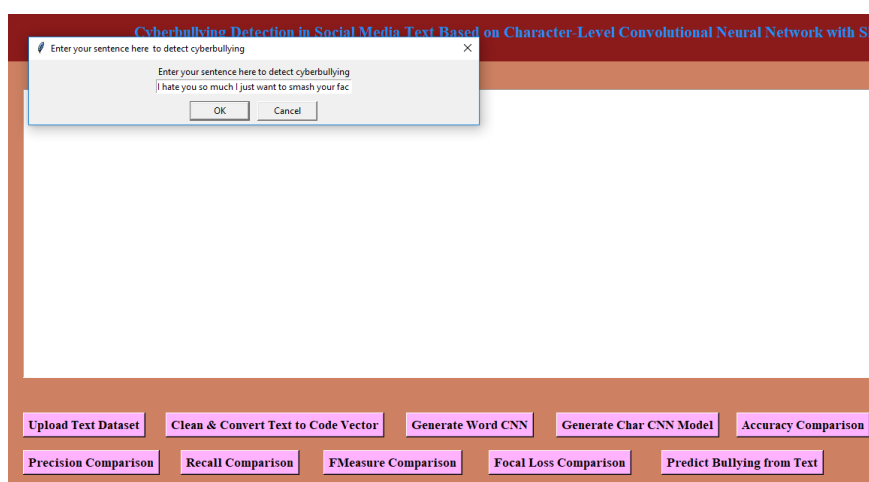 Cyberbullying Detection in Social Media Text Based on Character-Level Convolutional Neural Network with S
Enter your sentence here to detect cyberbullying
Enter your sentence here to detect cyberbullying
I hate you so much I just want to smash your fac
OK Cancel
Upload Text Dataset Clean & Convert Text to Code Vector Generate Word CNN Generate Char CNN Model Accuracy Comparison
Precision Comparison Recall Comparison FMeasure Comparison Focal Loss Comparison Predict Bullying from Text